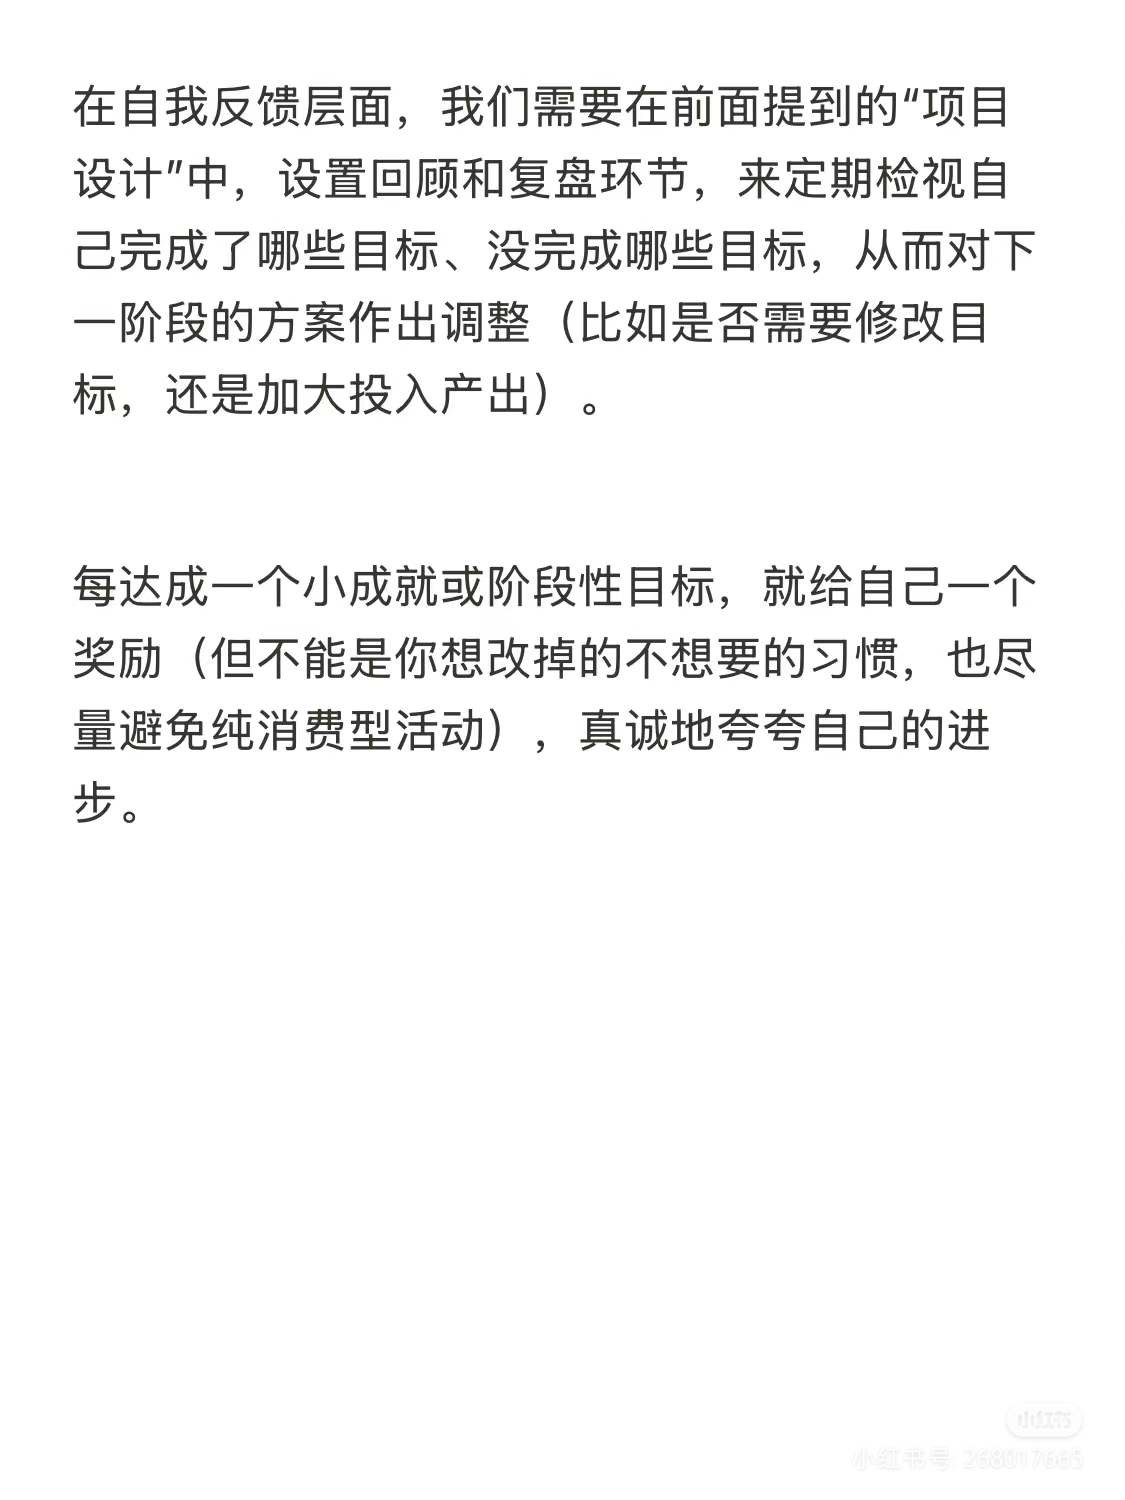 在自我反馈层面，我们需要在前面提到的“项目
设计”中，设置回顾和复盘环节，来定期检视自
己完成了哪些目标、没完成哪些目标，从而对下
一阶段的方案作出调整（比如是否需要修改目
标，还是加大投入产出）。
每达成一个小成就或阶段性目标，就给自己一个
奖励（但不能是你想改掉的不想要的习惯，也尽
量避免纯消费型活动），真诚地夸夸自己的进
步。
小红书
小红书号: 268017665